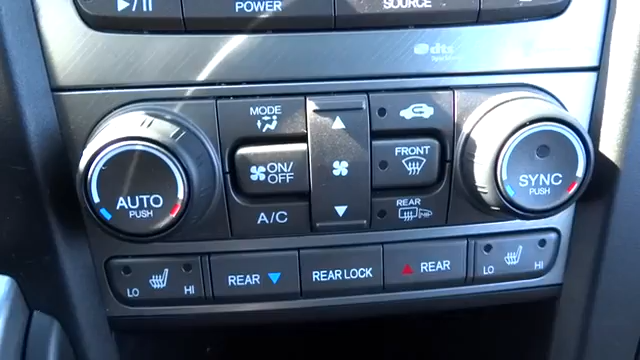 POWER
SOURCE
dts
MODE
ON/
OFF
A/C
FRONT
REAR
AUTO
PUSH
SYNC
PUSH
LO HI
REAR
REAR LOCK
REAR
LO HI